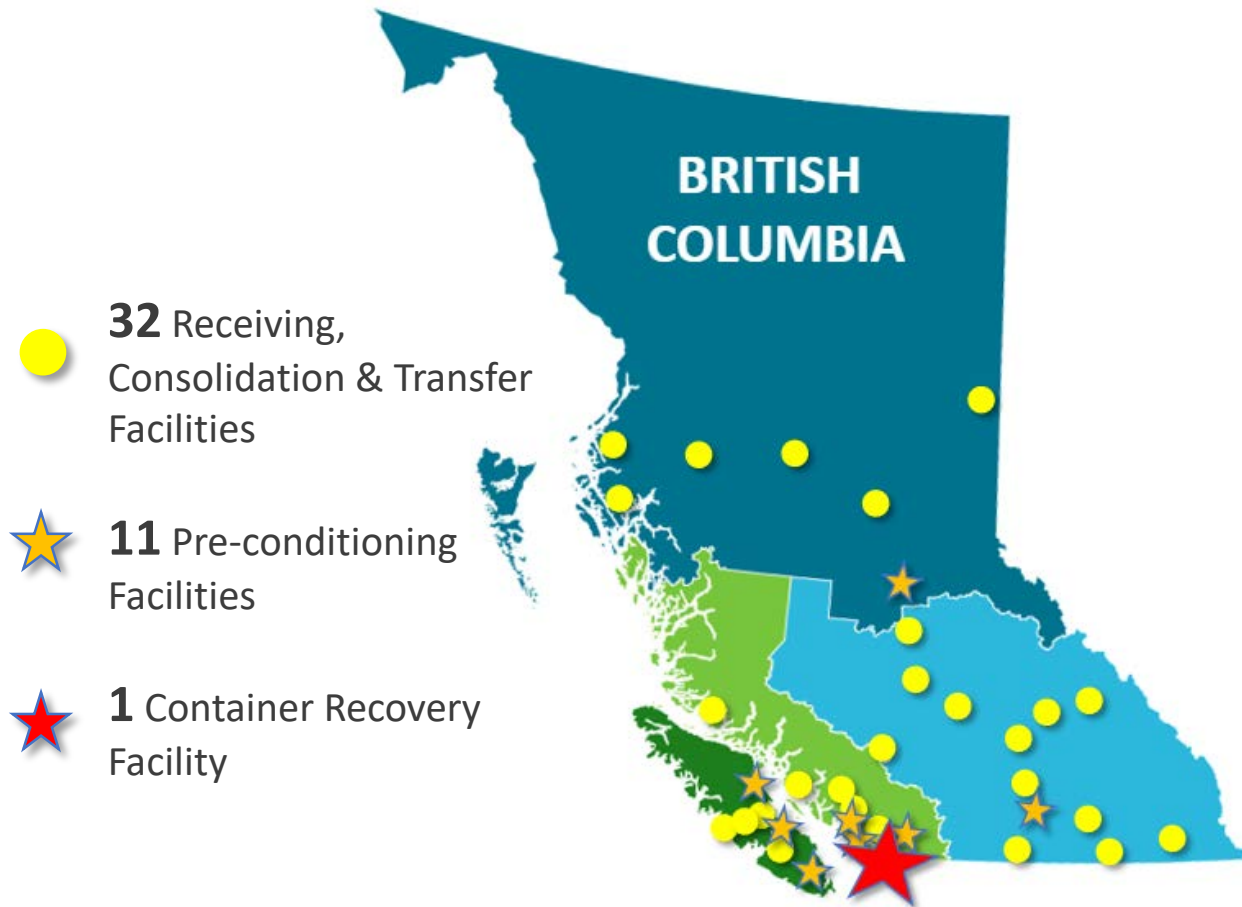 BRITISH
COLUMBIA
32 Receiving,
Consolidation & Transfer
Facilities
11 Pre-conditioning
Facilities
1 Container Recovery
Facility